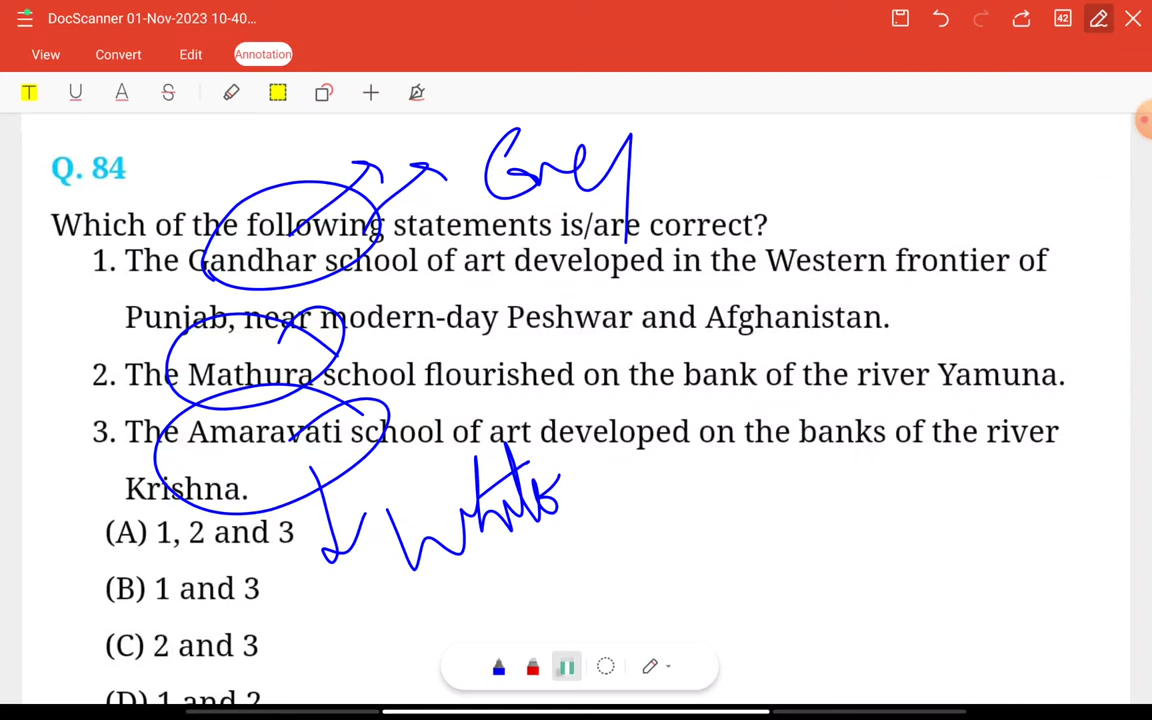 DocScanner 01-Nov-2023 10-40...
42
View Convert Edit Annotation
T U A S
Grey
Q. 84
Which of the following statements is/are correct?
1. The Gandhar school of art developed in the Western frontier of
Punjab, near modern-day Peshwar and Afghanistan.
2. The Mathura school flourished on the bank of the river Yamuna.
3. The Amaravati school of art developed on the banks of the river
Krishna.
White
(A) 1, 2 and 3
(B) 1 and 3
(C) 2 and 3
(D) 1 and 2